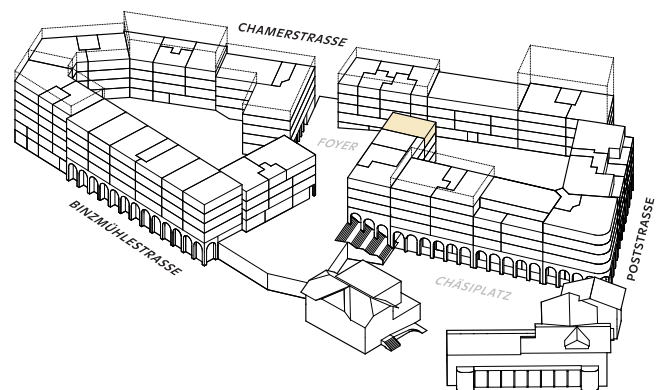 CHAMERSTRASSE
FOYER
BINZMÜHLESTRASSE
POSTSTRASSE
CHÄSIPLATZ